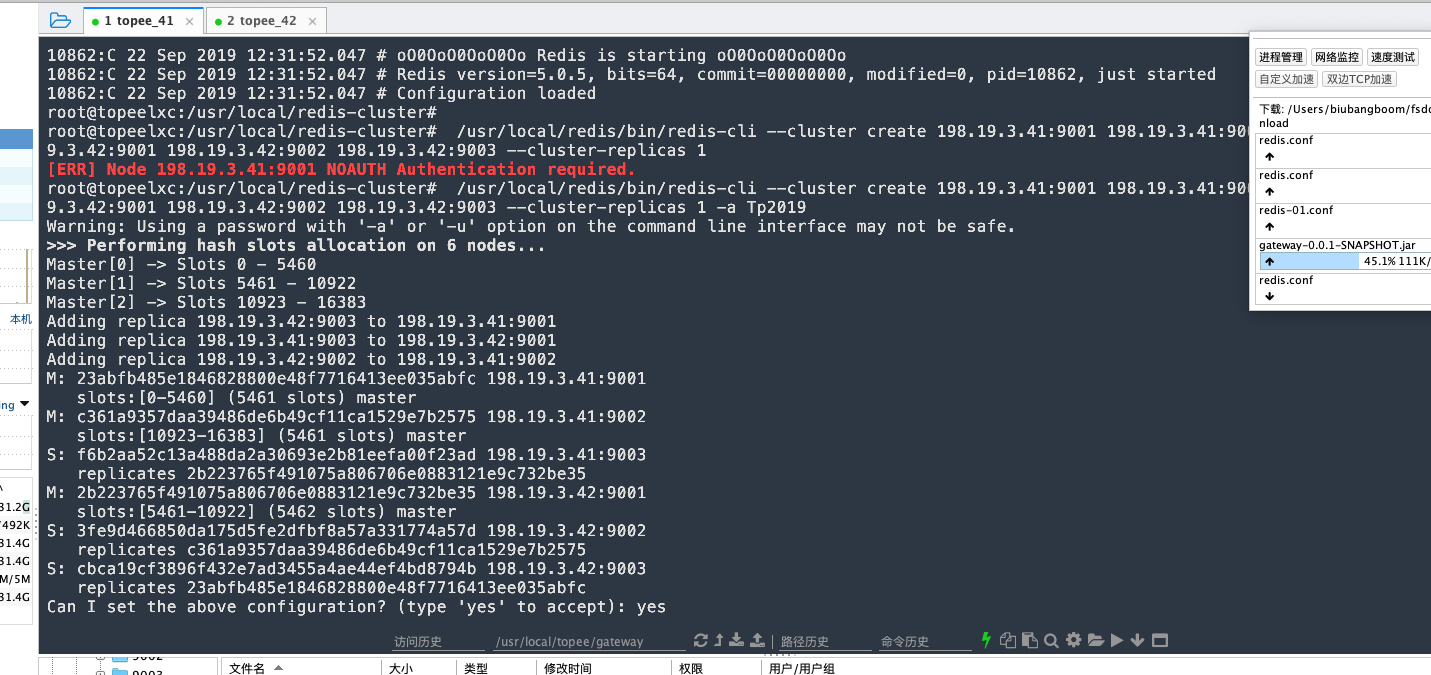 1 topee_41 ×
2 topee_42 ×
10862:C 22 Sep 2019 12:31:52.047 # oO0OoO0OoO0Oo Redis is starting oO0OoO0OoO0Oo
10862:C 22 Sep 2019 12:31:52.047 # Redis version=5.0.5, bits=64, commit=00000000, modified=0, pid=10862, just started
10862:C 22 Sep 2019 12:31:52.047 # Configuration loaded
root@topeelxc:/usr/local/redis-cluster#
root@topeelxc:/usr/local/redis-cluster#  /usr/local/redis/bin/redis-cli --cluster create 198.19.3.41:9001 198.19.3.41:90
9.3.42:9001 198.19.3.42:9002 198.19.3.42:9003 --cluster-replicas 1
[ERR] Node 198.19.3.41:9001 NOAUTH Authentication required.
root@topeelxc:/usr/local/redis-cluster#  /usr/local/redis/bin/redis-cli --cluster create 198.19.3.41:9001 198.19.3.41:90
9.3.42:9001 198.19.3.42:9002 198.19.3.42:9003 --cluster-replicas 1 -a Tp2019
Warning: Using a password with '-a' or '-u' option on the command line interface may not be safe.
>>> Performing hash slots allocation on 6 nodes...
Master[0] -> Slots 0 - 5460
Master[1] -> Slots 5461 - 10922
Master[2] -> Slots 10923 - 16383
Adding replica 198.19.3.42:9003 to 198.19.3.41:9001
Adding replica 198.19.3.41:9003 to 198.19.3.42:9001
Adding replica 198.19.3.42:9002 to 198.19.3.41:9002
M: 23abfb485e1846828800e48f7716413ee035abfc 198.19.3.41:9001
slots:[0-5460] (5461 slots) master
M: c361a9357daa39486de6b49cf11ca1529e7b2575 198.19.3.41:9002
slots:[10923-16383] (5461 slots) master
S: f6b2aa52c13a488da2a30693e2b81eefa00f23ad 198.19.3.41:9003
replicates 2b223765f491075a806706e0883121e9c732be35
M: 2b223765f491075a806706e0883121e9c732be35 198.19.3.42:9001
slots:[5461-10922] (5462 slots) master
S: 3fe9d466850da175d5fe2dfbf8a57a331774a57d 198.19.3.42:9002
replicates c361a9357daa39486de6b49cf11ca1529e7b2575
S: cbca19cf3896f432e7ad3455a4ae44ef4bd8794b 198.19.3.42:9003
replicates 23abfb485e1846828800e48f7716413ee035abfc
Can I set the above configuration? (type 'yes' to accept): yes
进程管理 网络监控 速度测试
自定义加速 双边TCP加速
下载: /Users/biubangboom/fsdo
nload
redis.conf
redis.conf
redis-01.conf
gateway-0.0.1-SNAPSHOT.jar
45.1% 111K/
redis.conf
本机
ing
31.2G
/492K
31.4G
31.4G
M/5M
31.4G
访问历史 /usr/local/topee/gateway 路径历史 命令历史
9002
9003
文件名 大小 类型 修改时间 权限 用户/用户组